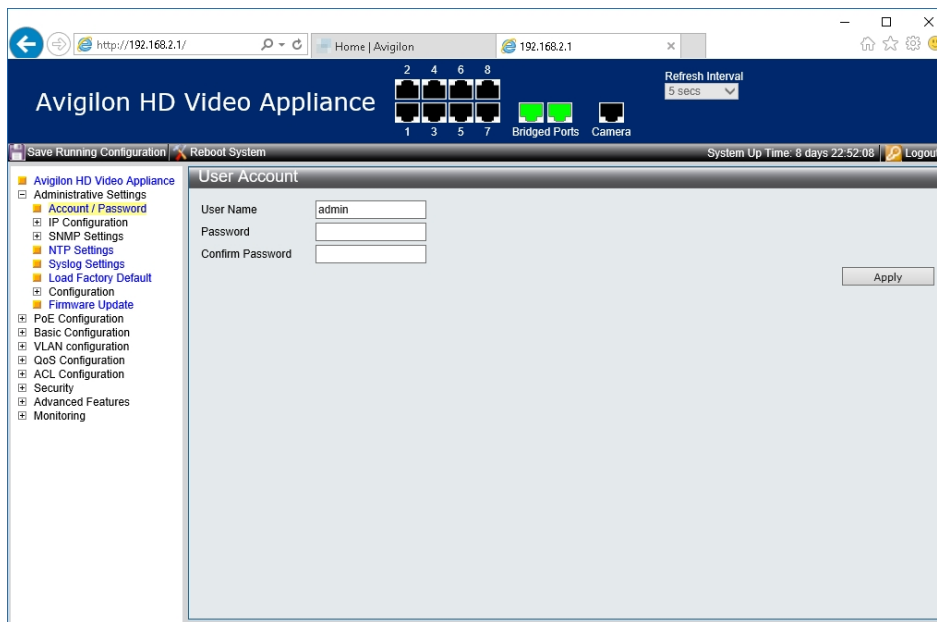 http://192.168.2.1/
Home | Avigilon
192.168.2.1
Avigilon HD Video Appliance
2 4 6 8
1 3 5 7
Bridged Ports
Camera
Refresh Interval
5 secs
Save Running Configuration
Reboot System
System Up Time: 8 days 22:52:08
Logout
Avigilon HD Video Appliance
Administrative Settings
Account / Password
IP Configuration
SNMP Settings
NTP Settings
Syslog Settings
Load Factory Default
Configuration
Firmware Update
PoE Configuration
Basic Configuration
VLAN configuration
QoS Configuration
ACL Configuration
Security
Advanced Features
Monitoring
User Account
User Name admin
Password
Confirm Password
Apply